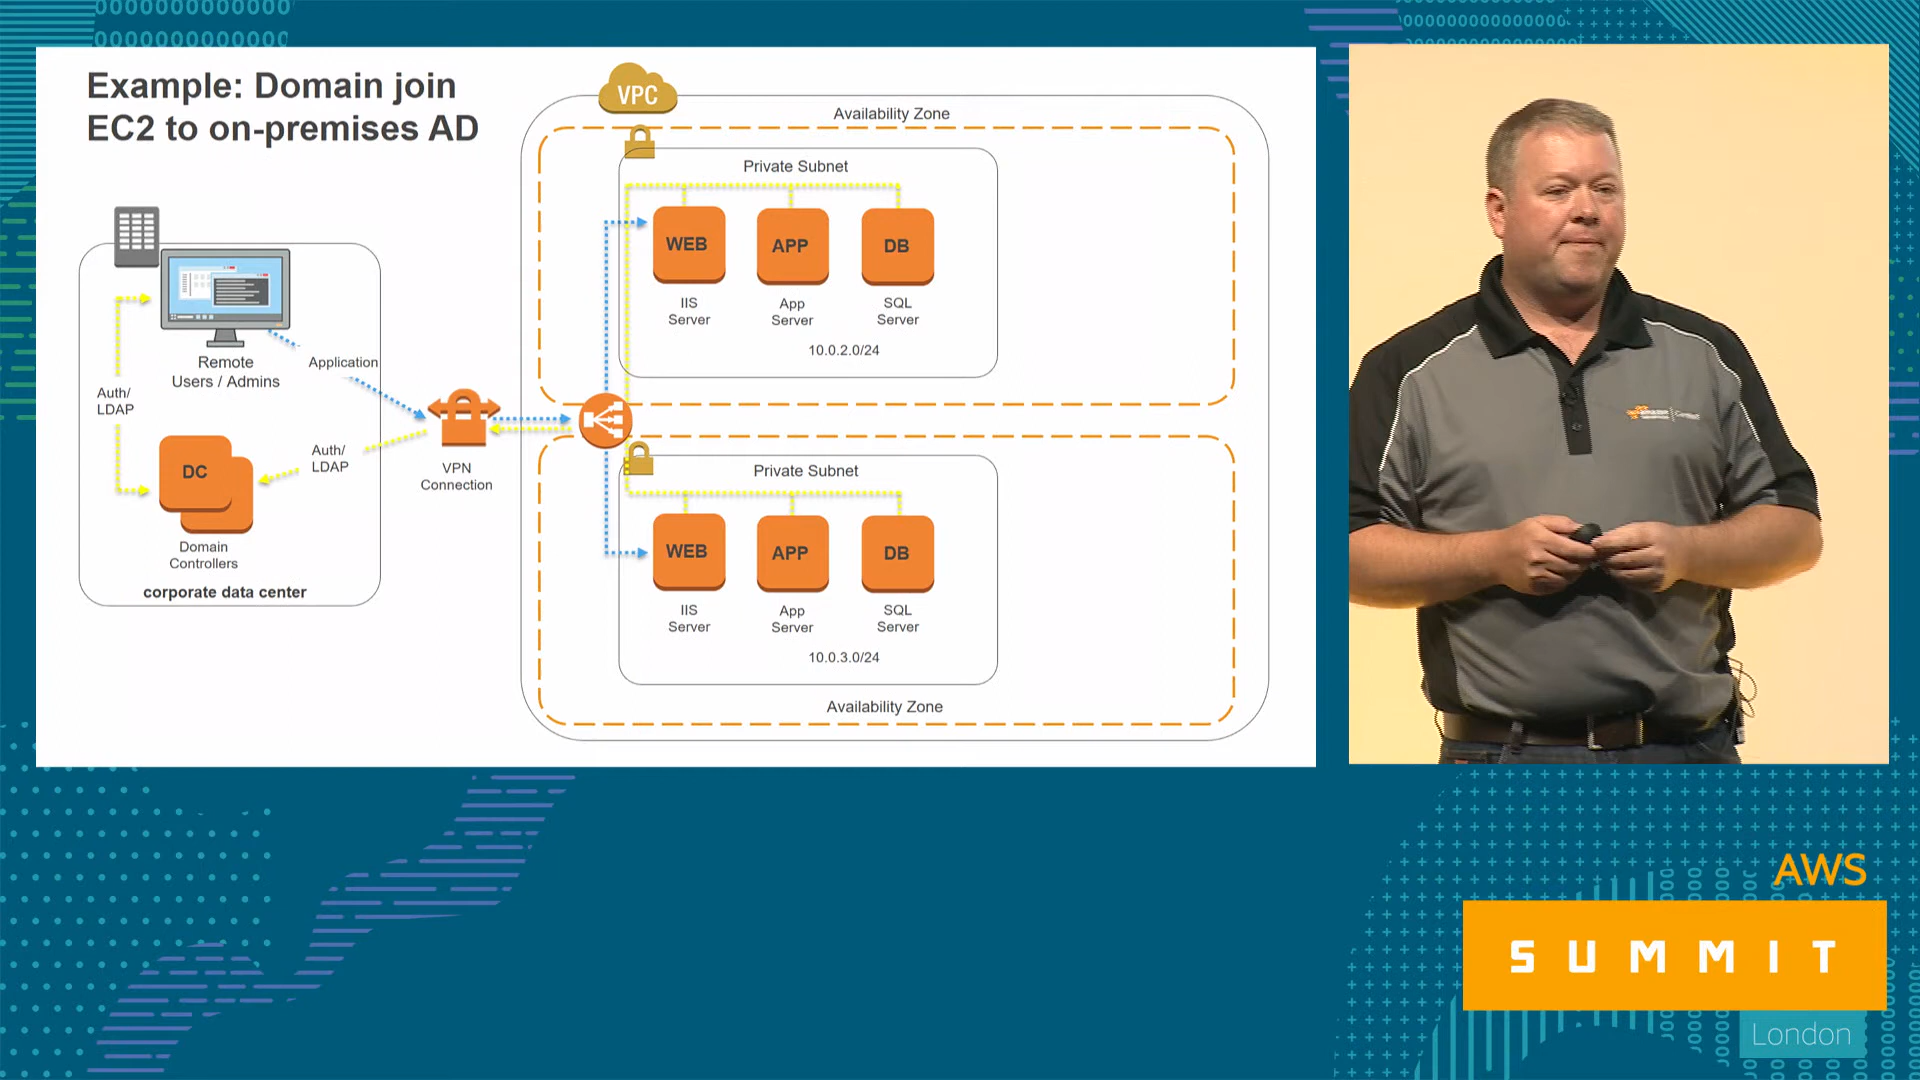 Example: Domain join
EC2 to on-premises AD
VPC
Availability Zone
Private Subnet
WEB
APP
DB
IIS
Server
App
Server
SQL
Server
10.0.2.0/24
Remote
Users / Admins
Application
Auth/
LDAP
Auth/
LDAP
DC
Domain
Controllers
corporate data center
VPN
Connection
Private Subnet
WEB
APP
DB
IIS
Server
App
Server
SQL
Server
10.0.3.0/24
Availability Zone
AWS
SUMMIT
London